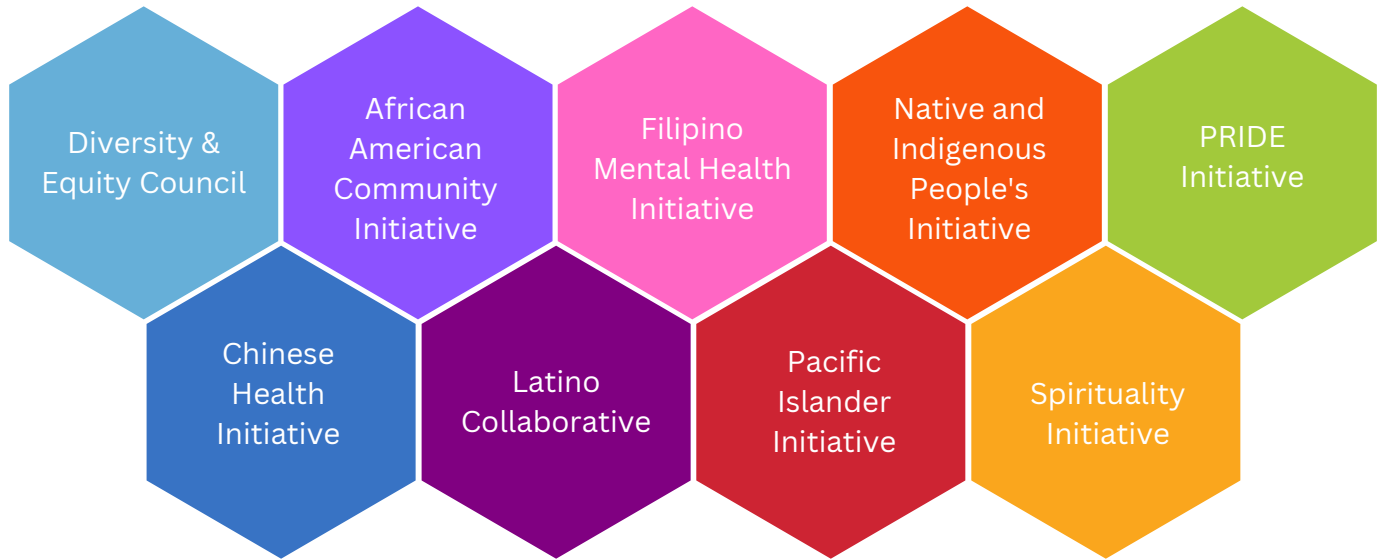 Diversity &
Equity Council
African
American
Community
Initiative
Filipino
Mental Health
Initiative
Native and
Indigenous
People's
Initiative
PRIDE
Initiative
Chinese
Health
Initiative
Latino
Collaborative
Pacific
Islander
Initiative
Spirituality
Initiative